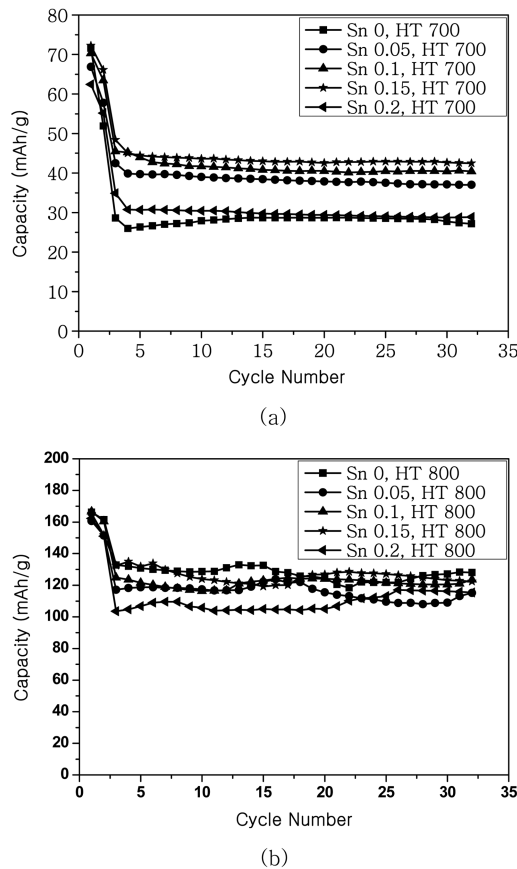 80
70
60
50
40
30
20
10
0
Capacity (mAh/g)
Sn 0, HT 700
Sn 0.05, HT 700
Sn 0.1, HT 700
Sn 0.15, HT 700
Sn 0.2, HT 700
0 5 10 15 20 25 30 35
Cycle Number
(a)
200
180
160
140
120
100
80
60
40
20
0
Capacity (mAh/g)
Sn 0, HT 800
Sn 0.05, HT 800
Sn 0.1, HT 800
Sn 0.15, HT 800
Sn 0.2, HT 800
0 5 10 15 20 25 30 35
Cycle Number
(b)